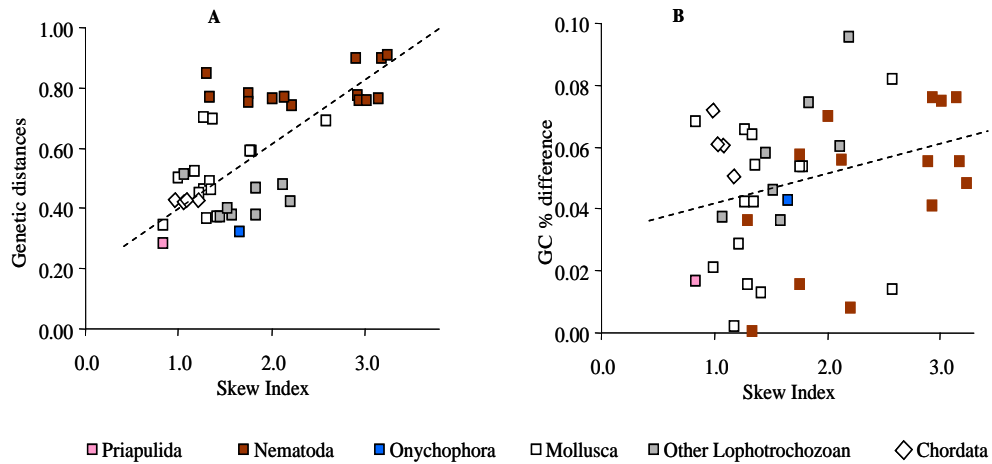 A
Genetic distances
1.00
0.80
0.60
0.40
0.20
0.00
0.0 1.0 2.0 3.0
Skew Index
B
GC % difference
0.10
0.08
0.06
0.04
0.02
0.00
0.0 1.0 2.0 3.0
Skew Index
Priapulida Nematoda Onychophora Mollusca Other Lophotrochozoan Chordata